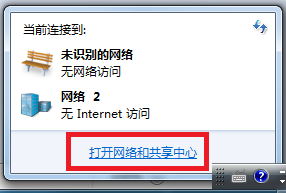 当前连接到:
未识别的网络
无网络访问
网络 2
无 Internet 访问
打开网络和共享中心